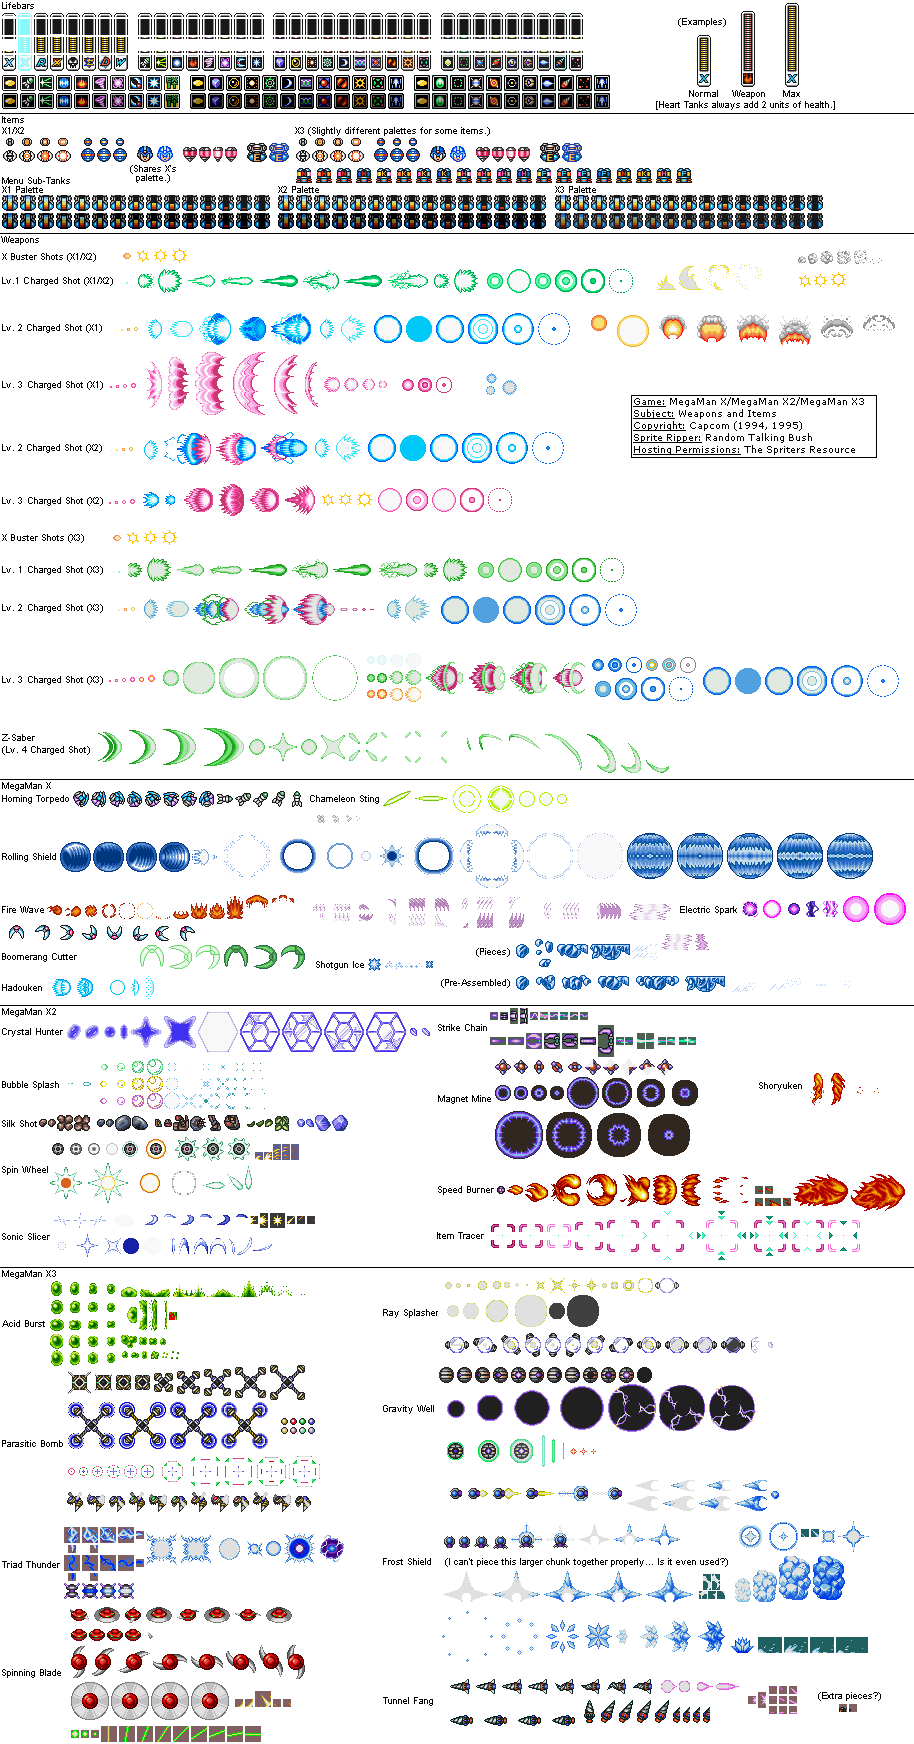 Lifebars
(Examples)
Normal Weapon Max
[Heart Tanks always add 2 units of health.]
Items
X1/X2
X3 (Slightly different palettes for some items.)
(Shares X's
palette.)
Menu Sub-Tanks
X1 Palette
X2 Palette
X3 Palette
Weapons
X Buster Shots (X1/X2)
Lv.1 Charged Shot (X1/X2)
Lv. 2 Charged Shot (X1)
Lv. 3 Charged Shot (X1)
Game: MegaMan X/MegaMan X2/MegaMan X3
Subject: Weapons and Items
Copyright: Capcom (1994, 1995)
Sprite Ripper: Random Talking Bush
Hosting Permissions: The Spriters Resource
Lv. 2 Charged Shot (X2)
Lv. 3 Charged Shot (X2)
X Buster Shots (X3)
Lv. 1 Charged Shot (X3)
Lv. 2 Charged Shot (X3)
Lv. 3 Charged Shot (X3)
Z-Saber
(Lv. 4 Charged Shot)
MegaMan X
Homing Torpedo
Chameleon Sting
Rolling Shield
Fire Wave
Electric Spark
Boomerang Cutter
Shotgun Ice
(Pieces)
Hadouken
(Pre-Assembled)
MegaMan X2
Crystal Hunter
Strike Chain
Bubble Splash
Magnet Mine
Shoryuken
Silk Shot
Spin Wheel
Speed Burner
Sonic Slicer
Item Tracer
MegaMan X3
Acid Burst
Ray Splasher
Parasitic Bomb
Gravity Well
Triad Thunder
Frost Shield
(I can't piece this larger chunk together properly... Is it even used?)
Spinning Blade
Tunnel Fang
(Extra pieces?)